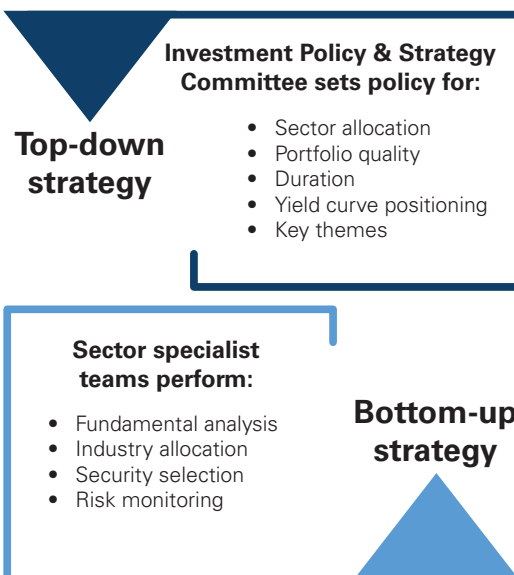 Investment Policy & Strategy
Committee sets policy for:
Top-down
strategy
• Sector allocation
• Portfolio quality
• Duration
• Yield curve positioning
• Key themes
Sector specialist
teams perform:
• Fundamental analysis
• Industry allocation
• Security selection
• Risk monitoring
Bottom-up
strategy